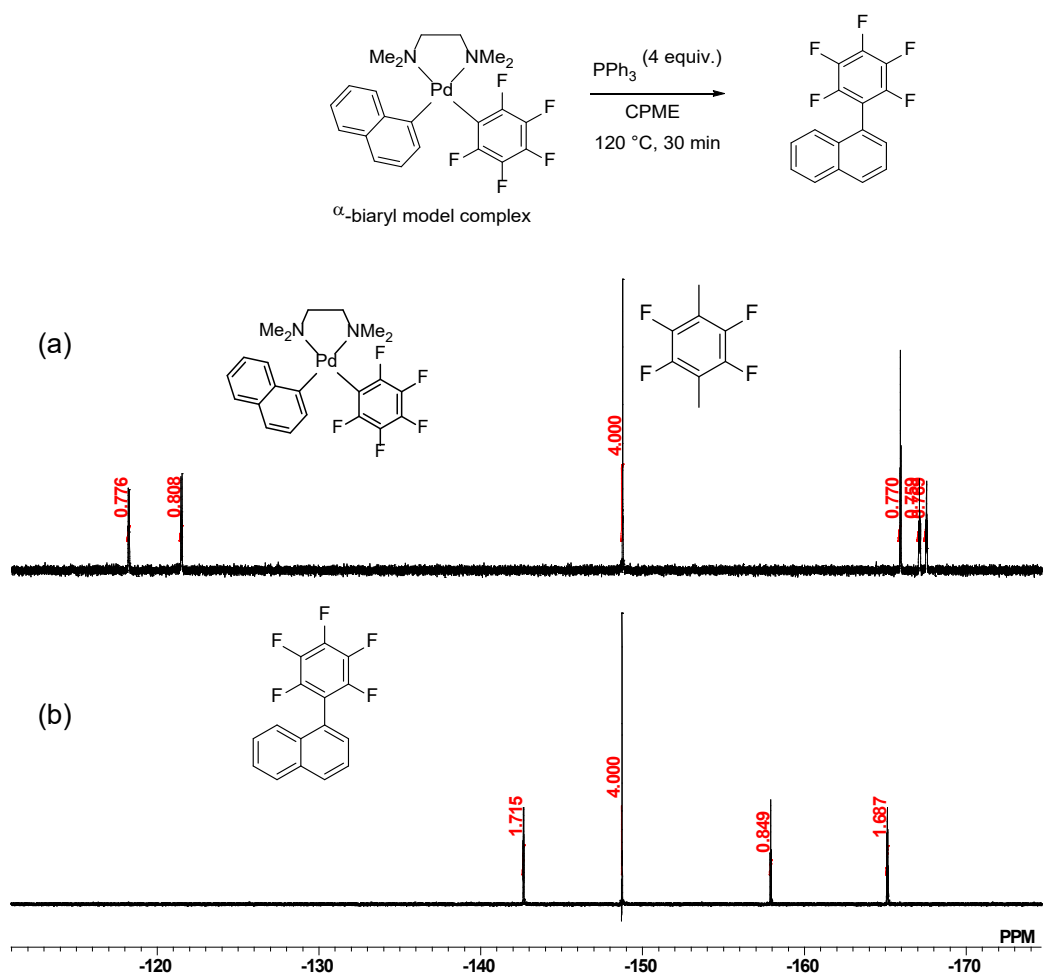 Me2N NMe2
PPh3 (4 equiv.)
Pd
F
F
F
F
F
CPME
120 °C, 30 min
F
F
F
F
F
α-biaryl model complex
(a)
Me2N NMe2
Pd
F
F
F
F
F
F
F
F
F
0.776
0.808
4.000
0.770
0.765
(b)
F
F
F
F
F
1.715
4.000
0.849
1.687
PPM
-120 -130 -140 -150 -160 -170